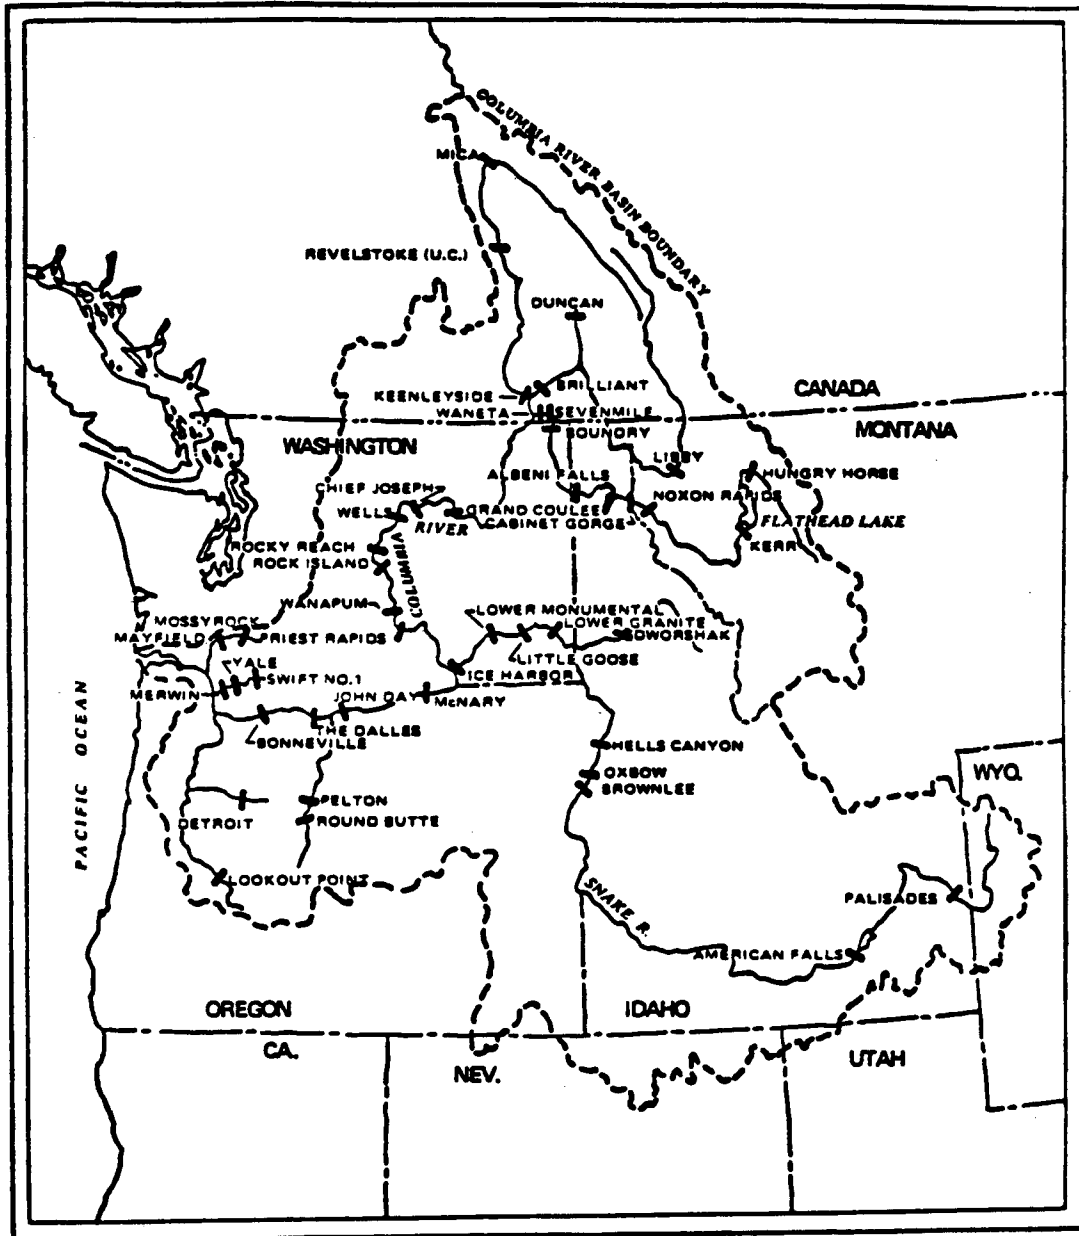 COLUMBIA RIVER BASIN BOUNDARY
MICA
REVELSTOKE (U.C.)
DUNCAN
BRILLIANT
KEENLEYSIDE
CANADA
WANETA
SEVENMILE
WASHINGTON
BOUNDRY
MONTANA
LIBBY
ALBENI FALLS
HUNGRY HORSE
CHIEF JOSEPH
NOXON RAPIDS
WELLS
GRAND COULEE
RIVER
CABINET GORGE
FLATHEAD LAKE
KERR
ROCKY REACH
ROCK ISLAND
COLUMBIA
WANAPUM
LOWER MONUMENTAL
MOSSYROCK
LOWER GRANITE
MAYFIELD
PRIEST RAPIDS
DWORSHAK
LITTLE GOOSE
YALE
ICE HARBOR
SWIFT NO.1
MERWIN
JOHN DAY
McNARY
THE DALLES
BONNEVILLE
HELLS CANYON
PACIFIC OCEAN
OXBOW
WYO.
BROWNLEE
PELTON
DETROIT
ROUND BUTTE
LOOKOUT POINT
SNAKE R.
PALISADES
AMERICAN FALLS
OREGON
IDAHO
CA.
UTAH
NEV.